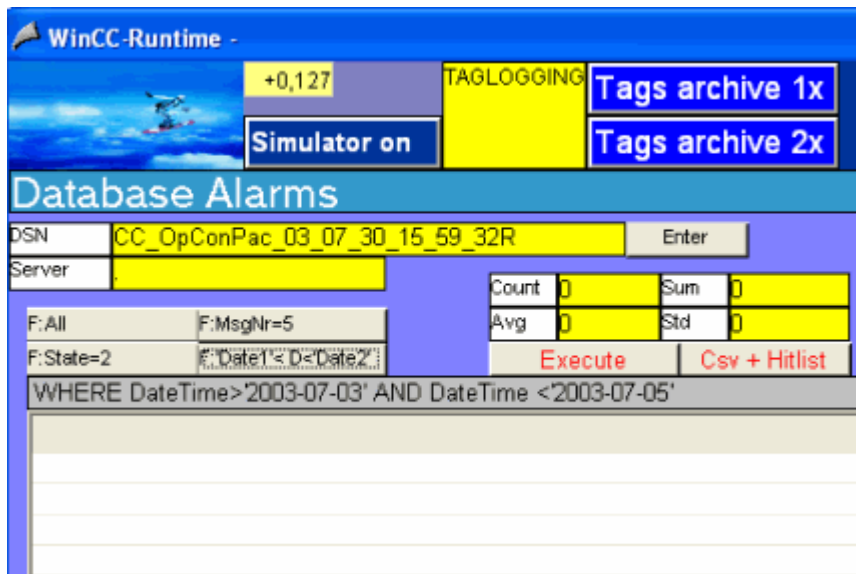 WinCC-Runtime -
+0,127
TAGLOGGING
Tags archive 1x
Simulator on
Tags archive 2x
Database Alarms
DSN
CC_OpConPac_03_07_30_15_59_32R
Enter
Server
.
Count
0
Sum
0
F:All
F:MsgNr=5
Avg
0
Std
0
F:State=2
F:'Date1'< D<'Date2'
Execute
Csv + Hitlist
WHERE DateTime>'2003-07-03' AND DateTime <'2003-07-05'